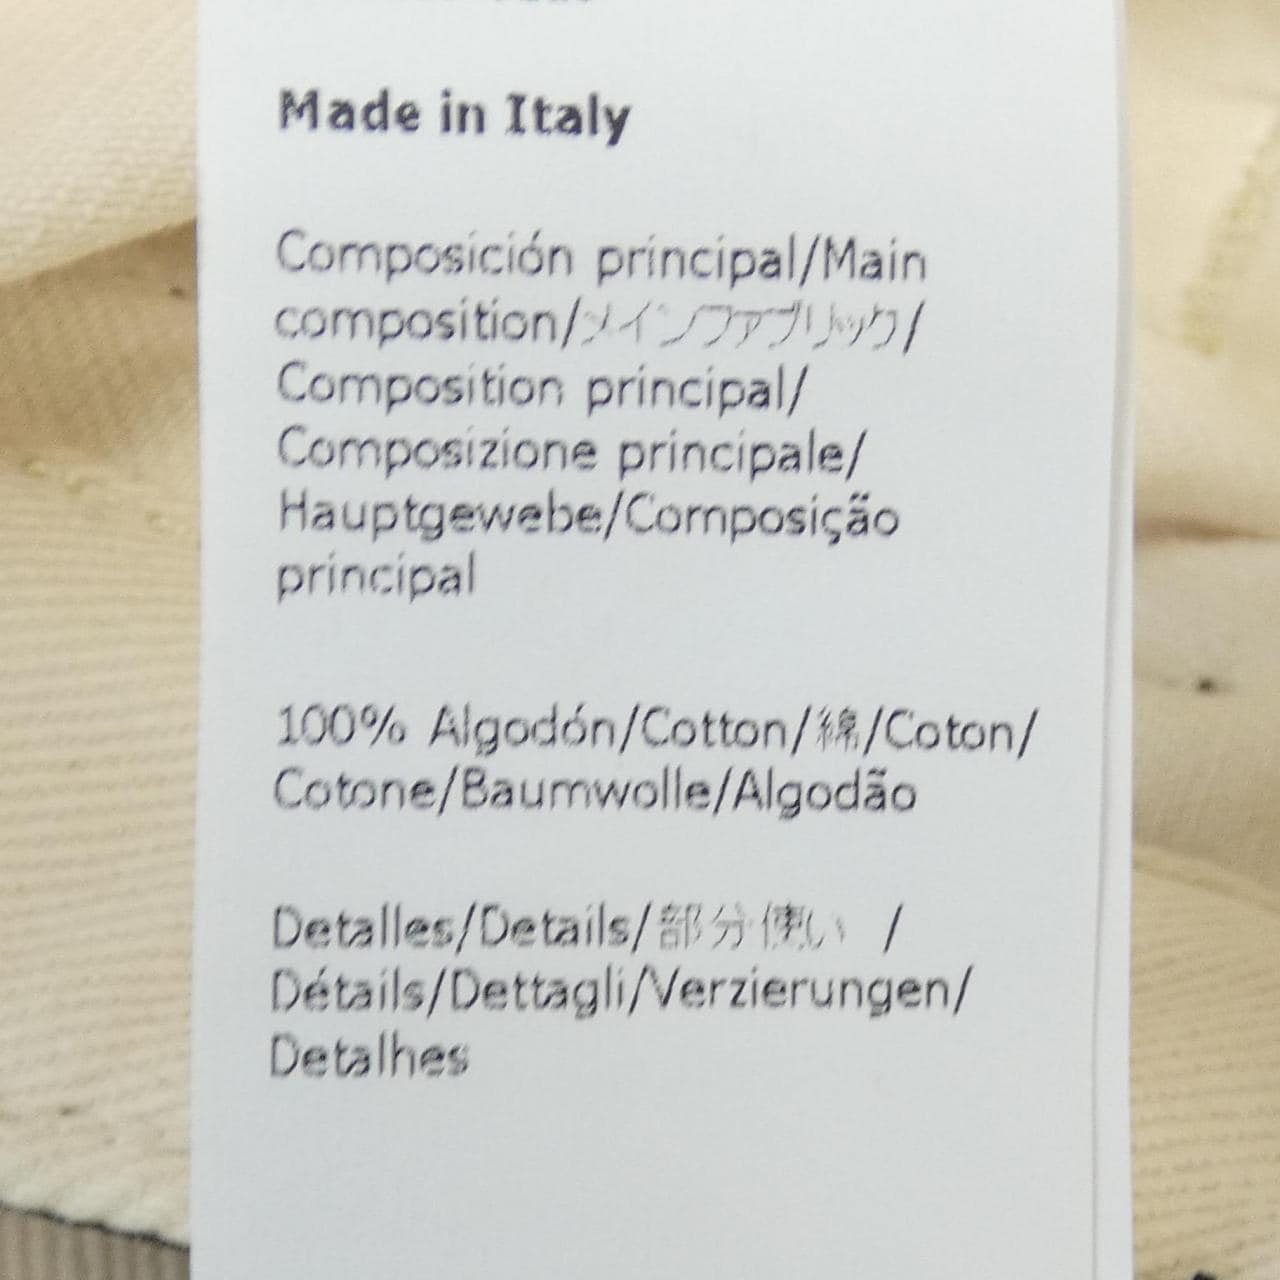 Made in Italy
Composición principal/Main
composition/メインファブリック/
Composition principal/
Composizione principale/
Hauptgewebe/Composição
principal
100% Algodón/Cotton/綿/Coton/
Cotone/Baumwolle/Algodão
Detalles/Details/部分使い /
Détails/Dettagli/Verzierungen/
Detalhes